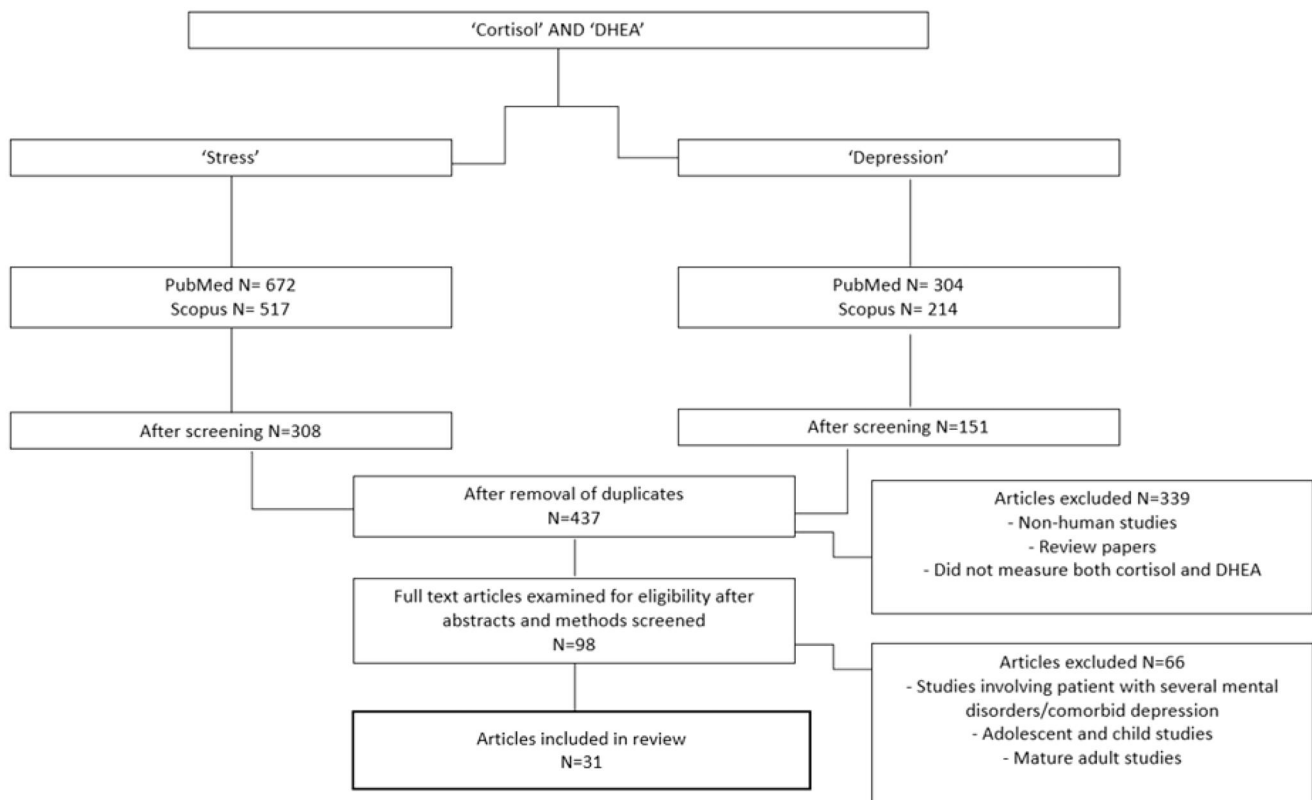 ‘Cortisol’ AND ‘DHEA’
‘Stress’
‘Depression’
PubMed N= 672
Scopus N= 517
PubMed N= 304
Scopus N= 214
After screening N=308
After screening N=151
After removal of duplicates
N=437
Articles excluded N=339
- Non-human studies
- Review papers
- Did not measure both cortisol and DHEA
Full text articles examined for eligibility after
abstracts and methods screened
N=98
Articles excluded N=66
- Studies involving patient with several mental
disorders/comorbid depression
- Adolescent and child studies
- Mature adult studies
Articles included in review
N=31